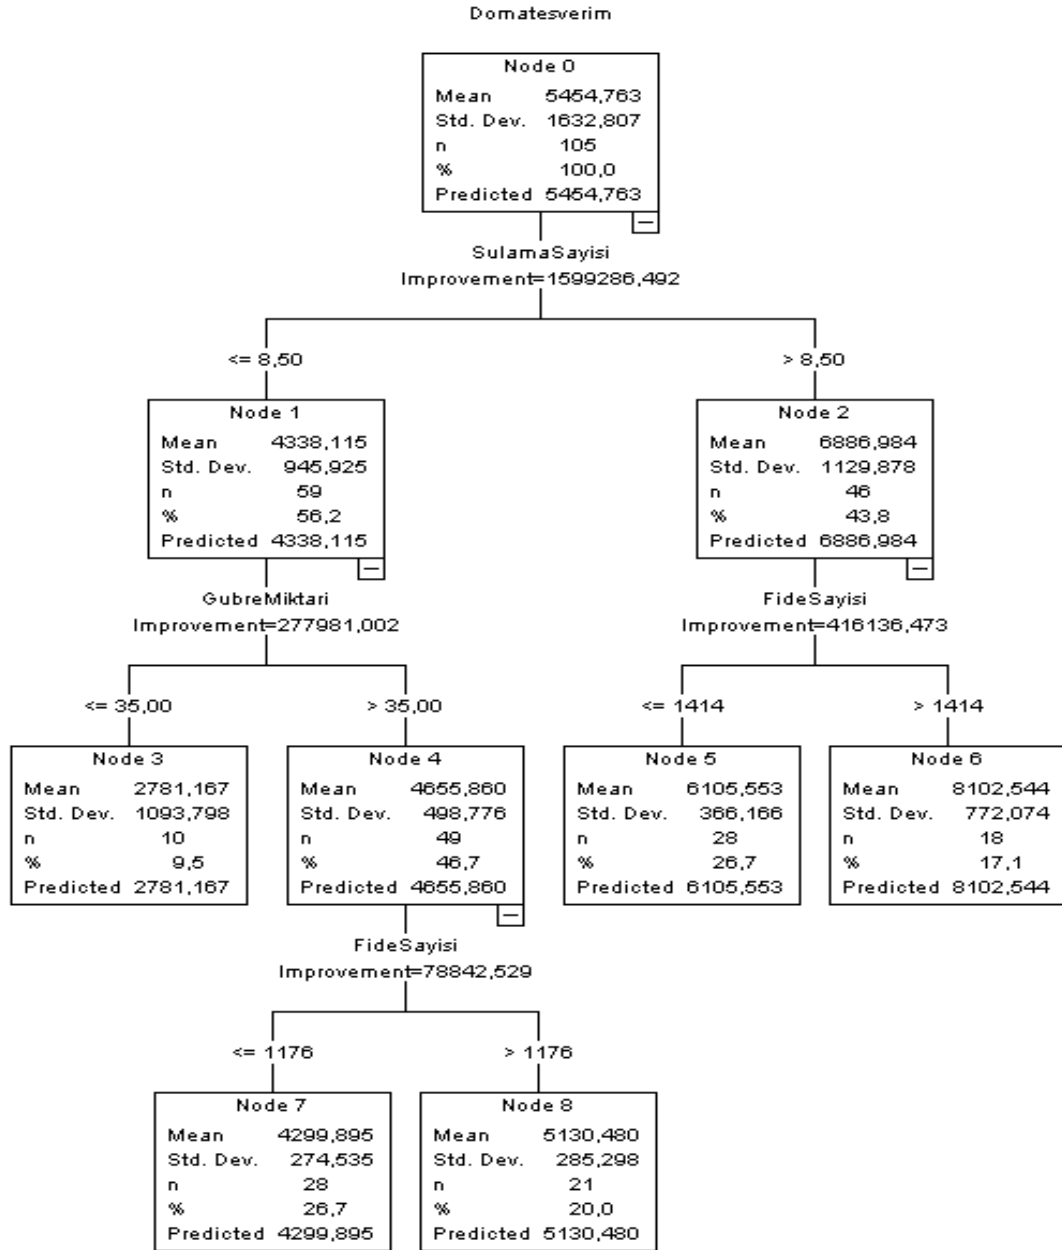 Domatesverim
Node 0
Mean 5454,763
Std. Dev. 1632,807
n 105
% 100,0
Predicted 5454,763
SulamaSayisi
Improvement=1599286,492
<= 8,50
> 8,50
Node 1
Mean 4338,115
Std. Dev. 945,925
n 59
% 56,2
Predicted 4338,115
Node 2
Mean 6886,984
Std. Dev. 1129,878
n 46
% 43,8
Predicted 6886,984
GubreMiktari
Improvement=277981,002
FideSayisi
Improvement=416136,473
<= 35,00
> 35,00
<= 1414
> 1414
Node 3
Mean 2781,167
Std. Dev. 1093,798
n 10
% 9,5
Predicted 2781,167
Node 4
Mean 4655,860
Std. Dev. 498,776
n 49
% 46,7
Predicted 4655,860
Node 5
Mean 6105,553
Std. Dev. 366,166
n 28
% 26,7
Predicted 6105,553
Node 6
Mean 8102,544
Std. Dev. 772,074
n 18
% 17,1
Predicted 8102,544
FideSayisi
Improvement=78842,529
<= 1176
> 1176
Node 7
Mean 4299,895
Std. Dev. 274,535
n 28
% 26,7
Predicted 4299,895
Node 8
Mean 5130,480
Std. Dev. 285,298
n 21
% 20,0
Predicted 5130,480